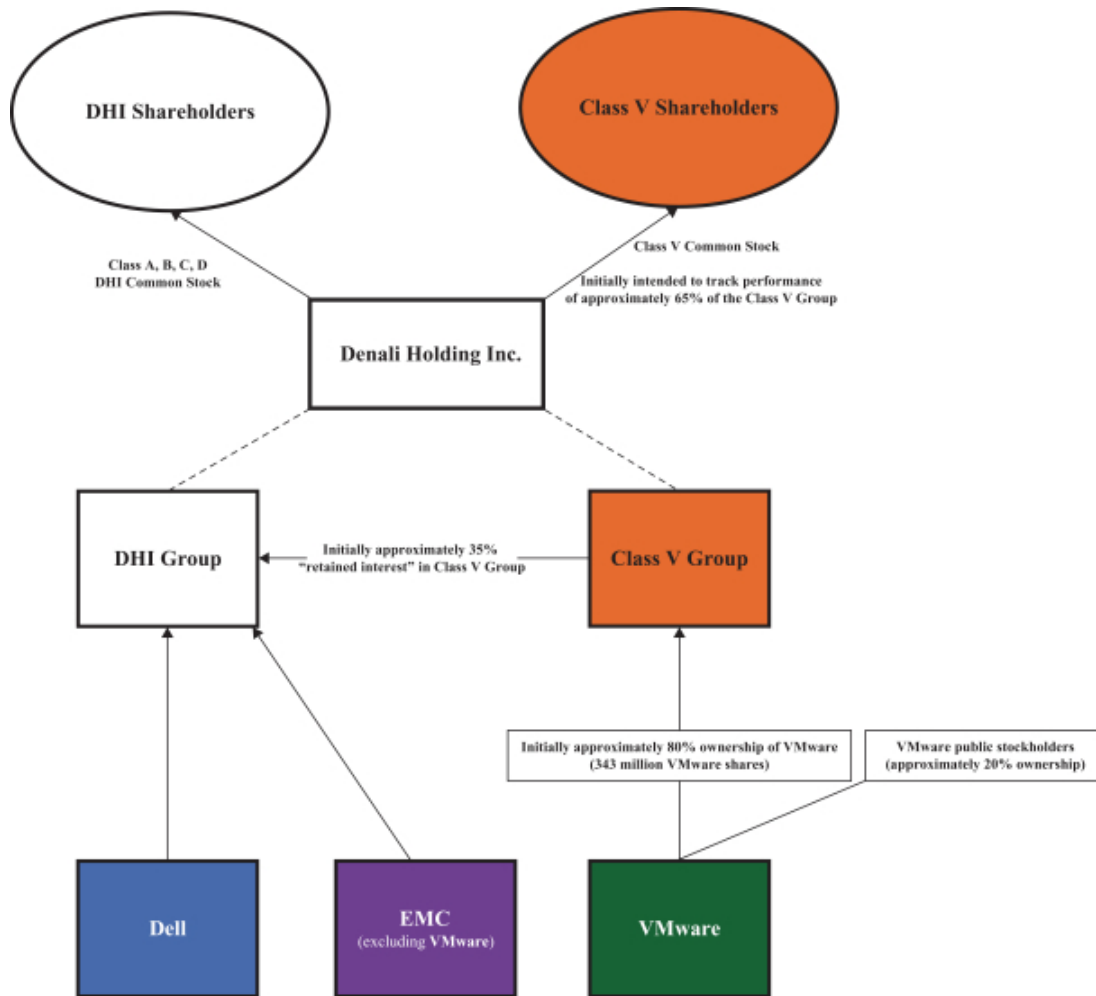 DHI Shareholders
Class V Shareholders
Class A, B, C, D
DHI Common Stock
Class V Common Stock
Initially intended to track performance
of approximately 65% of the Class V Group
Denali Holding Inc.
DHI Group
Initially approximately 35%
“retained interest” in Class V Group
Class V Group
Initially approximately 80% ownership of VMware
(343 million VMware shares)
VMware public stockholders
(approximately 20% ownership)
Dell
EMC
(excluding VMware)
VMware